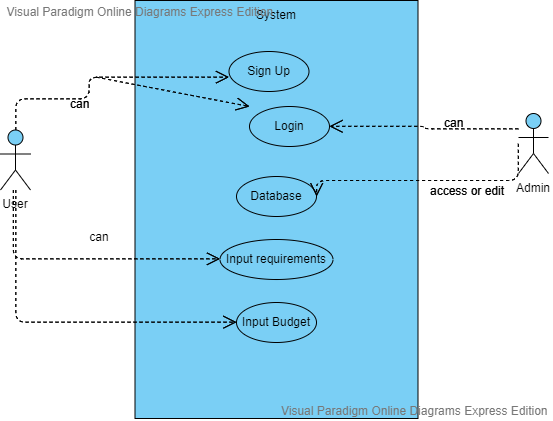 Visual Paradigm Online Diagrams Express Edition
System
Sign Up
can
Login
can
User
Database
access or edit
Admin
can
Input requirements
Input Budget
Visual Paradigm Online Diagrams Express Edition